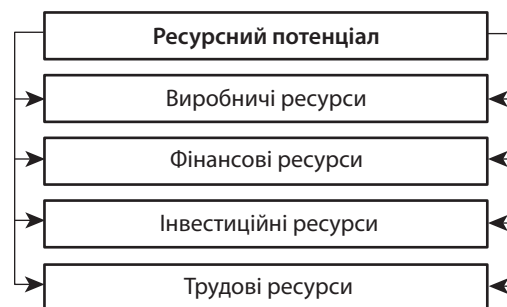 Ресурсний потенціал
Виробничі ресурси
Фінансові ресурси
Інвестиційні ресурси
Трудові ресурси